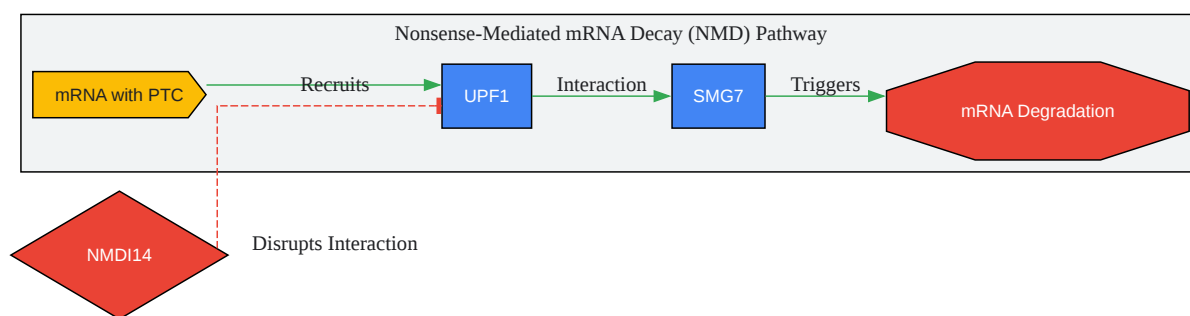 Nonsense-Mediated mRNA Decay (NMD) Pathway
mRNA with PTC
Recruits
UPF1
Interaction
SMG7
Triggers
mRNA Degradation
NMDI14
Disrupts Interaction